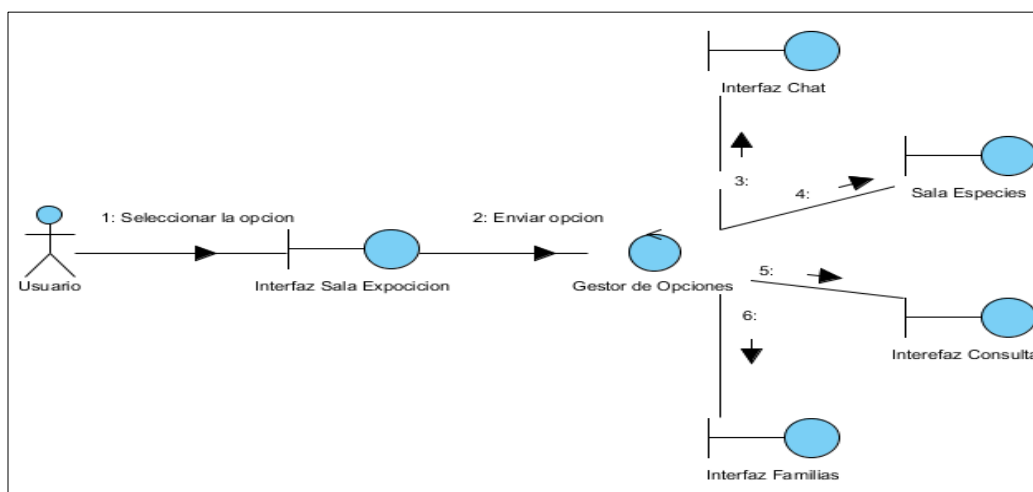 Interfaz Chat
3:
4:
Sala Especies
1: Seleccionar la opcion
2: Enviar opcion
Usuario
Interfaz Sala Expocicion
Gestor de Opciones
5:
6:
Interefaz Consulta
Interfaz Familias